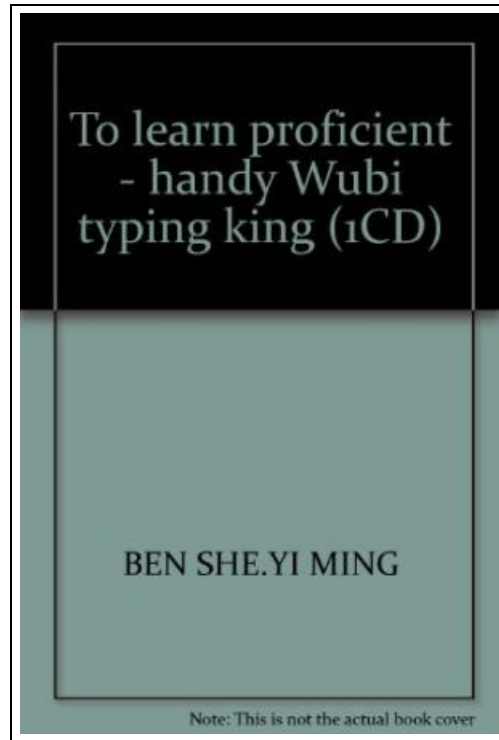 To learn proficient
- handy Wubi
typing king (1CD)
BEN SHE.YI MING
Note: This is not the actual book cover